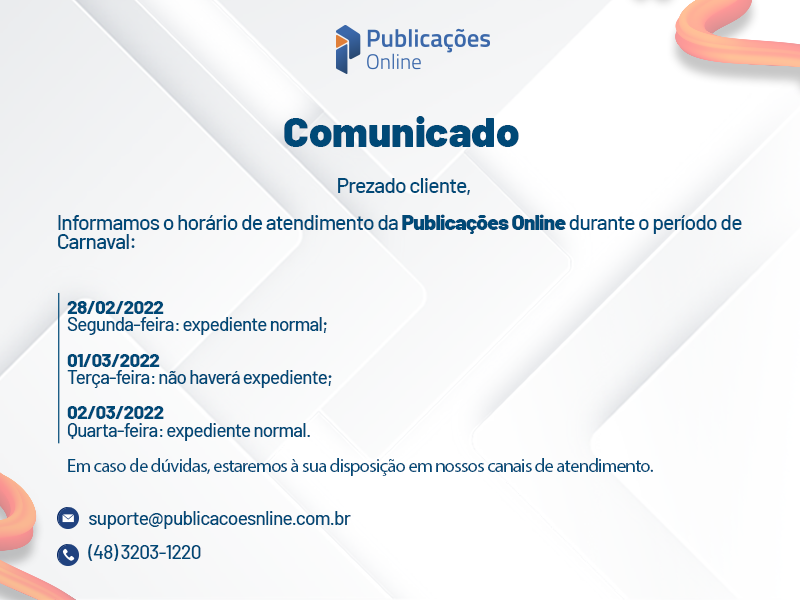 Publicações
Online
Comunicado
Prezado cliente,
Informamos o horário de atendimento da Publicações Online durante o período de
Carnaval:
28/02/2022
Segunda-feira: expediente normal;
01/03/2022
Terça-feira: não haverá expediente;
02/03/2022
Quarta-feira: expediente normal.
Em caso de dúvidas, estaremos à sua disposição em nossos canais de atendimento.
suporte@publicacoesnline.com.br
(48) 3203-1220